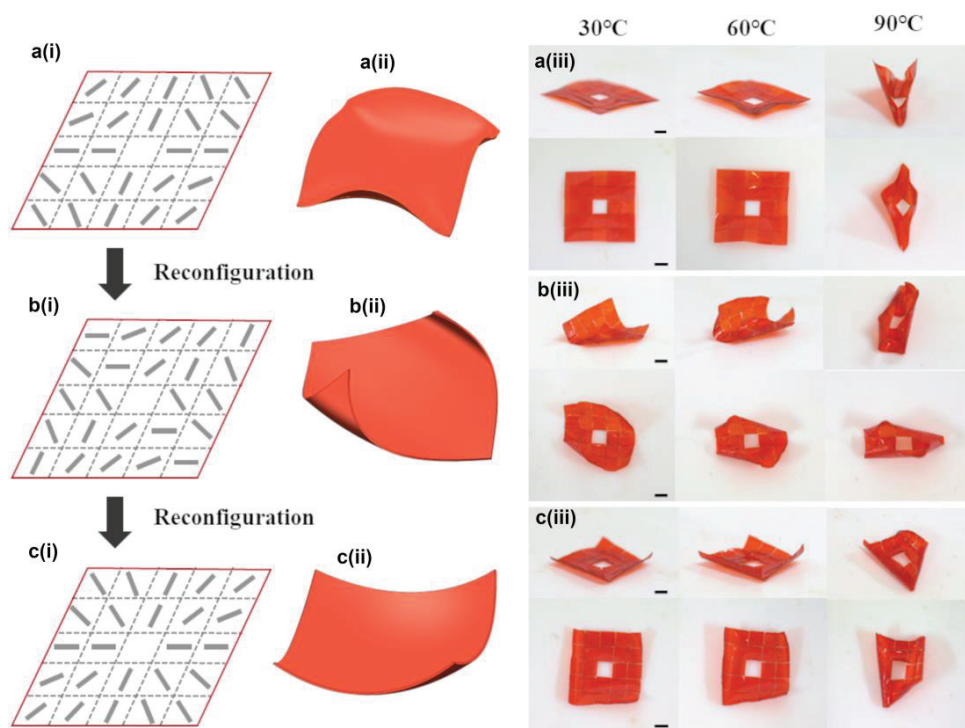 30°C 60°C 90°C
a(i)
a(ii)
a(iii)
Reconfiguration
b(i)
b(ii)
b(iii)
Reconfiguration
c(i)
c(ii)
c(iii)